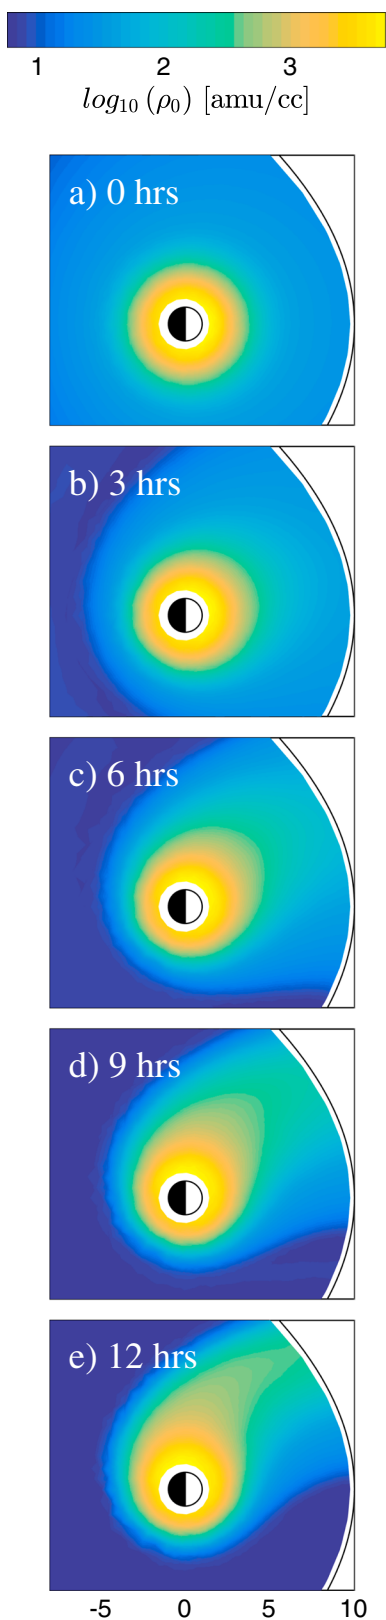 1 2 3
log₁₀ (ρ₀) [amu/cc]
a) 0 hrs
b) 3 hrs
c) 6 hrs
d) 9 hrs
e) 12 hrs
-5 0 5 10